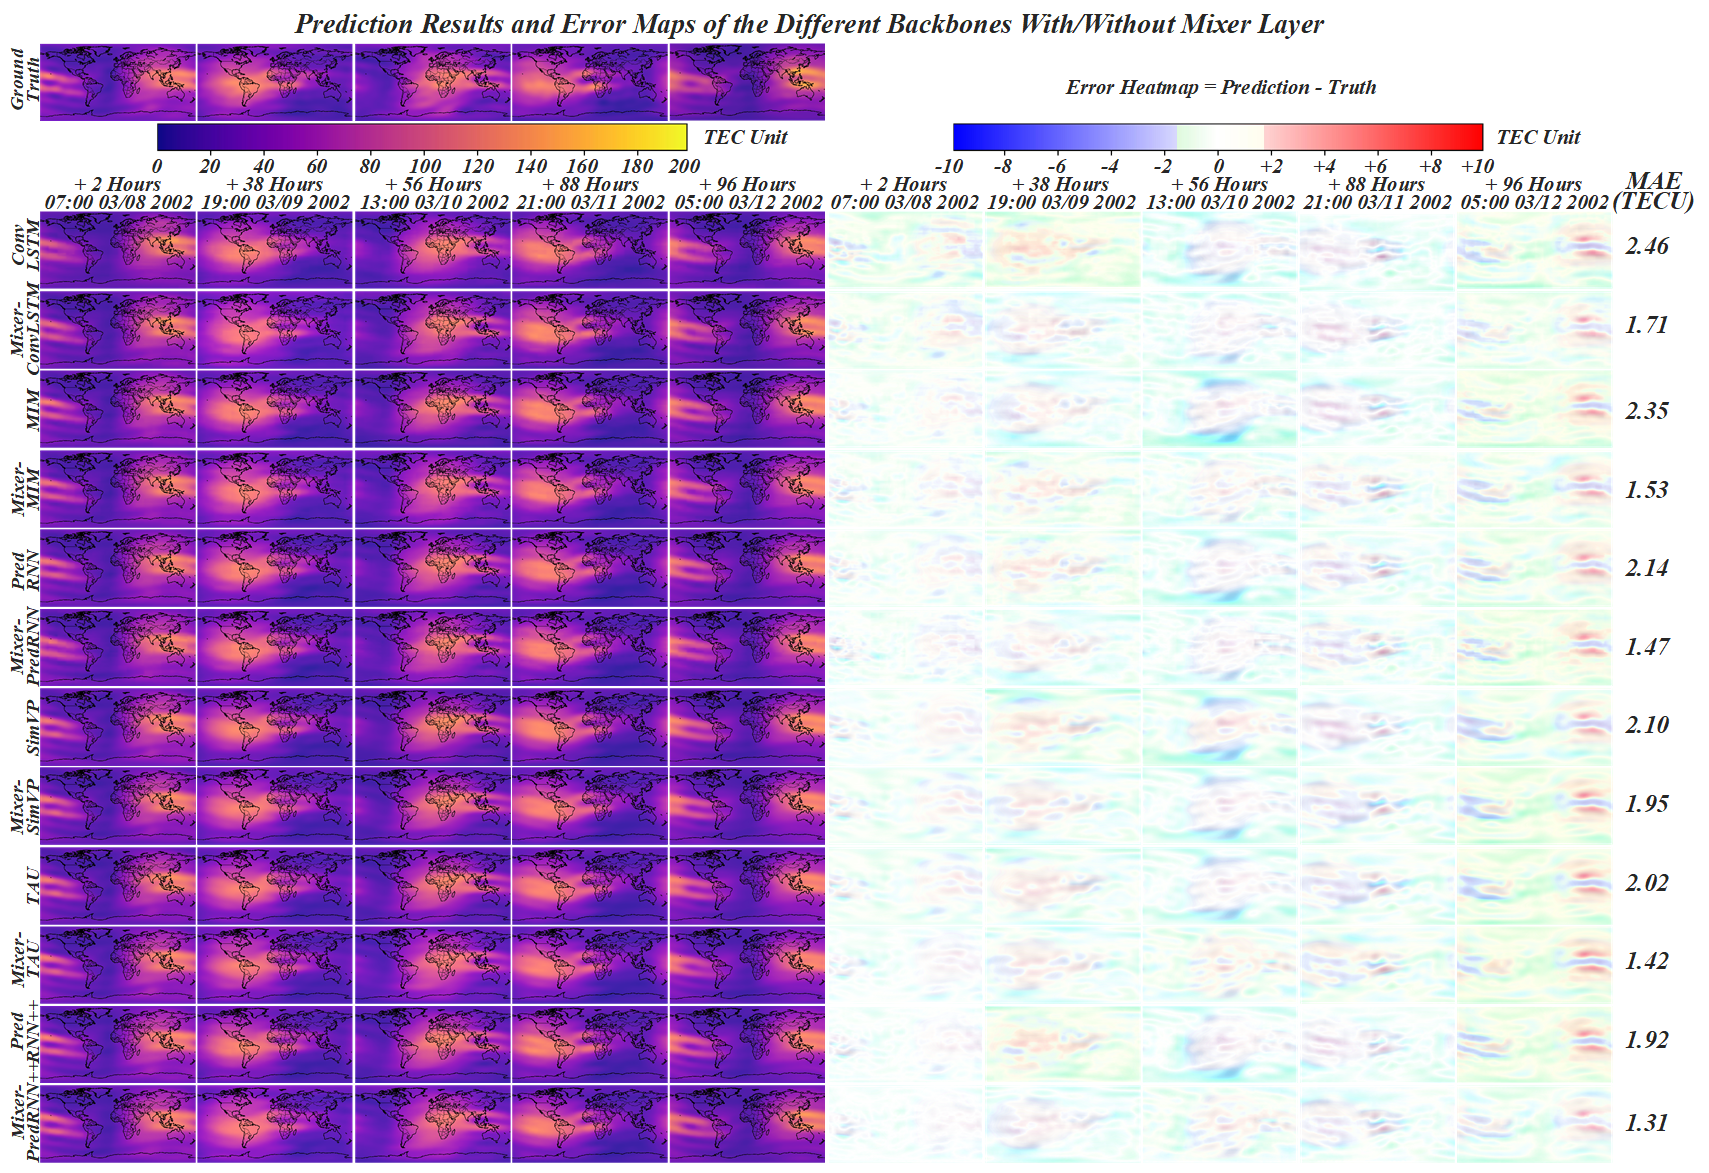 Prediction Results and Error Maps of the Different Backbones With/Without Mixer Layer
Ground
Truth
Error Heatmap = Prediction - Truth
TEC Unit
0 20 40 60 80 100 120 140 160 180 200
TEC Unit
-10 -8 -6 -4 -2 0 +2 +4 +6 +8 +10
+ 2 Hours + 38 Hours + 56 Hours + 88 Hours + 96 Hours + 2 Hours + 38 Hours + 56 Hours + 88 Hours + 96 Hours MAE
07:00 03/08 2002 19:00 03/09 2002 13:00 03/10 2002 21:00 03/11 2002 05:00 03/12 2002 07:00 03/08 2002 19:00 03/09 2002 13:00 03/10 2002 21:00 03/11 2002 05:00 03/12 2002 (TECU)
Conv
LSTM
2.46
Mixer-
ConvLSTM
1.71
MIM
2.35
Mixer-
MIM
1.53
Pred
RNN
2.14
Mixer-
PredRNN
1.47
SimVP
2.10
Mixer-
SimVP
1.95
TAU
2.02
Mixer-
TAU
1.42
Pred
RNN++
1.92
Mixer-
PredRNN++
1.31